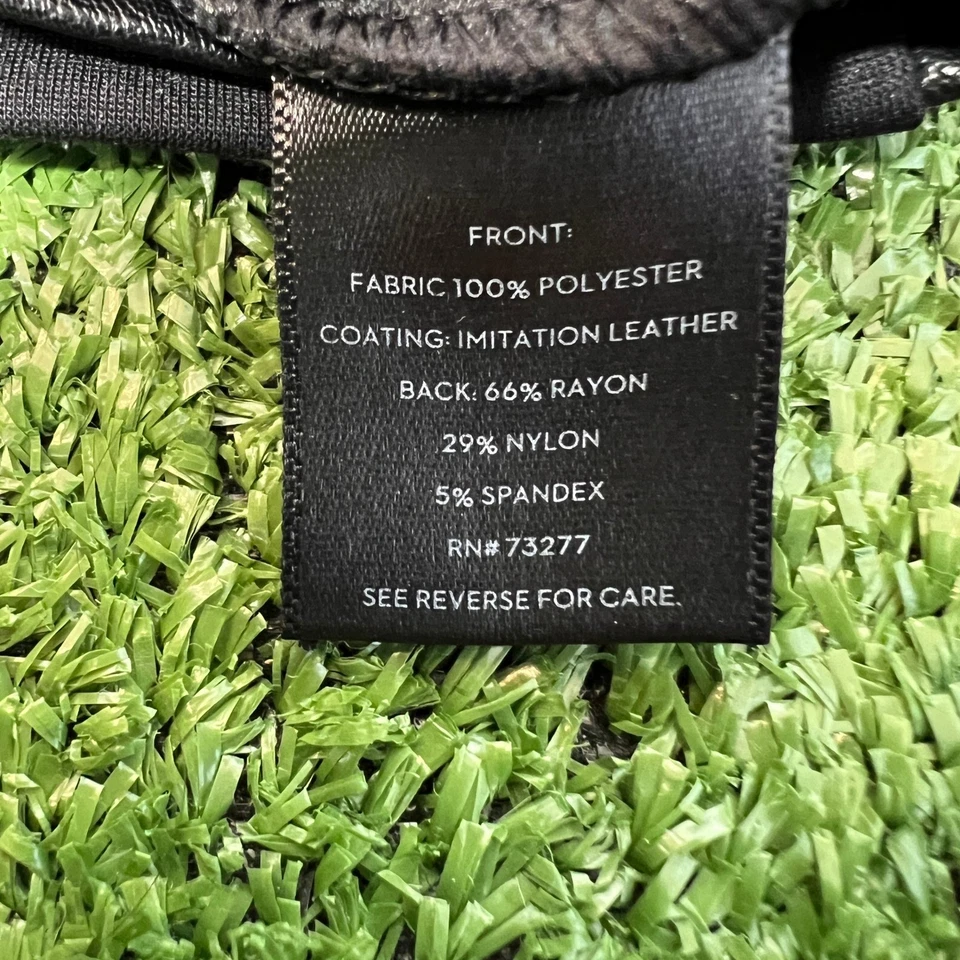 FRONT:
FABRIC 100% POLYESTER
COATING: IMITATION LEATHER
BACK: 66% RAYON
29% NYLON
5% SPANDEX
RN# 73277
SEE REVERSE FOR CARE.